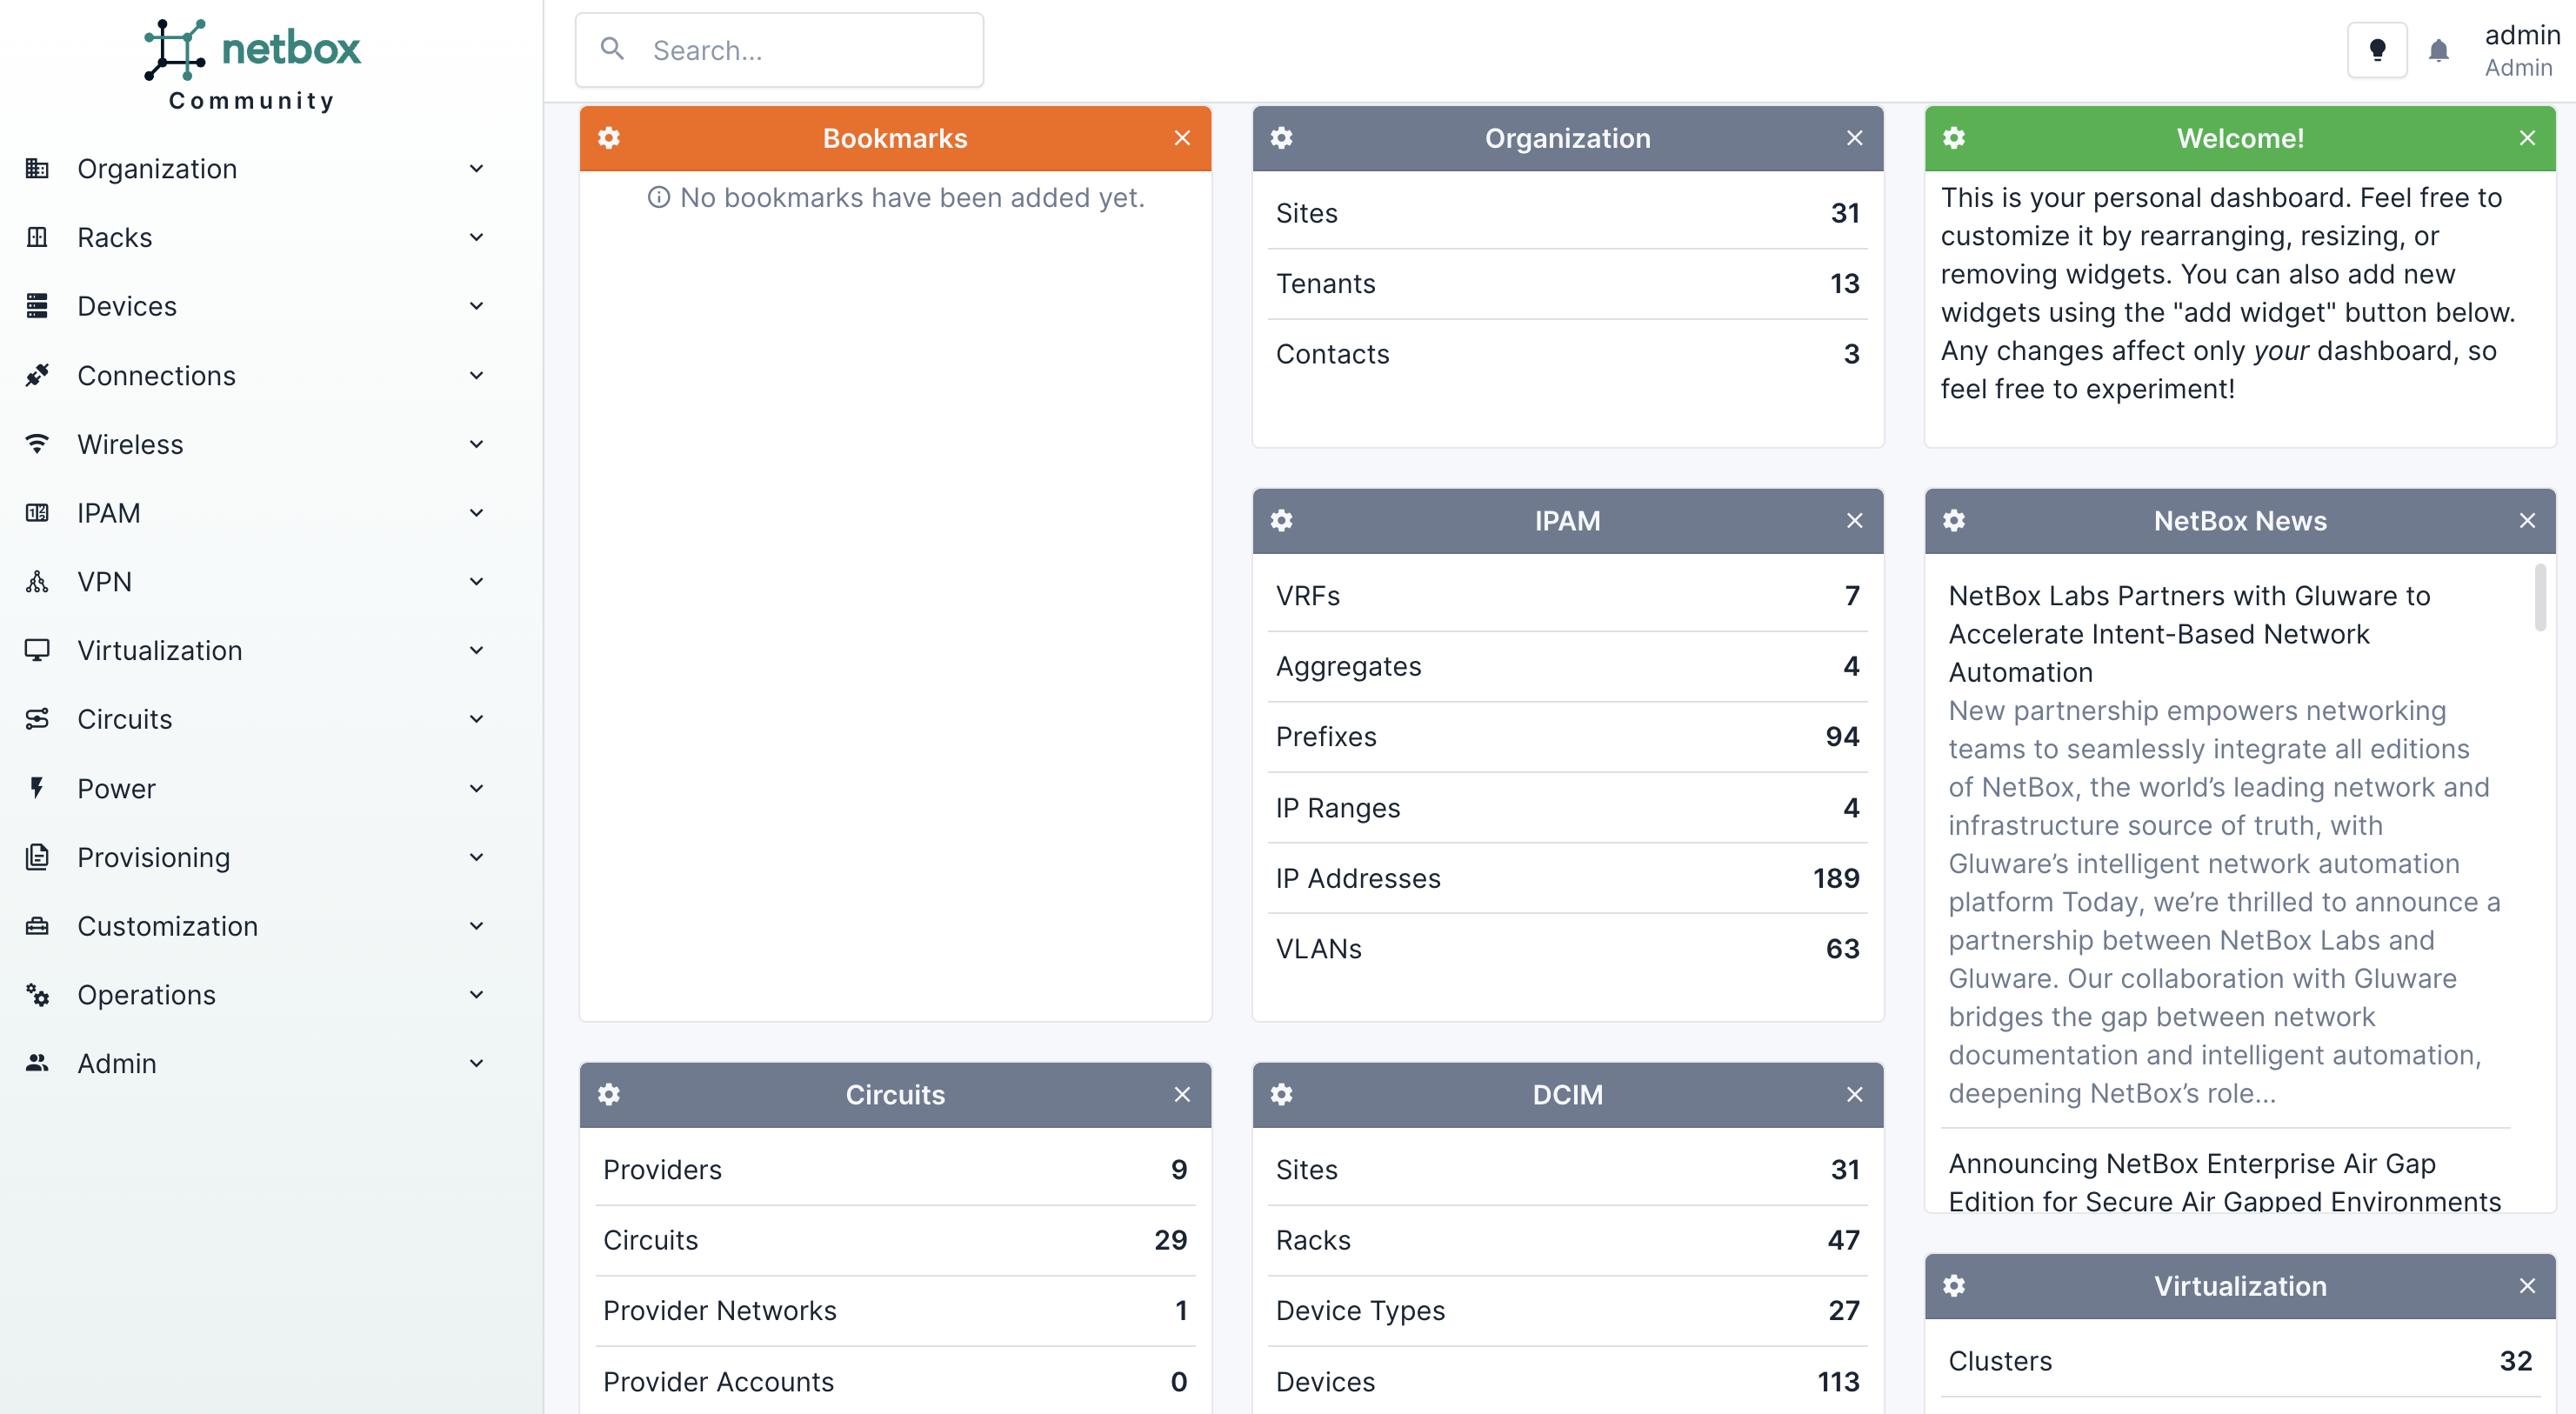 netbox
Community
Organization
Racks
Devices
Connections
Wireless
IPAM
VPN
Virtualization
Circuits
Power
Provisioning
Customization
Operations
Admin
Search...
admin
Admin
Bookmarks
No bookmarks have been added yet.
Organization
Sites 31
Tenants 13
Contacts 3
Welcome!
This is your personal dashboard. Feel free to
customize it by rearranging, resizing, or
removing widgets. You can also add new
widgets using the "add widget" button below.
Any changes affect only your dashboard, so
feel free to experiment!
IPAM
VRFs 7
Aggregates 4
Prefixes 94
IP Ranges 4
IP Addresses 189
VLANs 63
NetBox News
NetBox Labs Partners with Gluware to
Accelerate Intent-Based Network
Automation
New partnership empowers networking
teams to seamlessly integrate all editions
of NetBox, the world’s leading network and
infrastructure source of truth, with
Gluware’s intelligent network automation
platform Today, we’re thrilled to announce a
partnership between NetBox Labs and
Gluware. Our collaboration with Gluware
bridges the gap between network
documentation and intelligent automation,
deepening NetBox’s role...
Announcing NetBox Enterprise Air Gap
Edition for Secure Air Gapped Environments
Circuits
Providers 9
Circuits 29
Provider Networks 1
Provider Accounts 0
DCIM
Sites 31
Racks 47
Device Types 27
Devices 113
Virtualization
Clusters 32